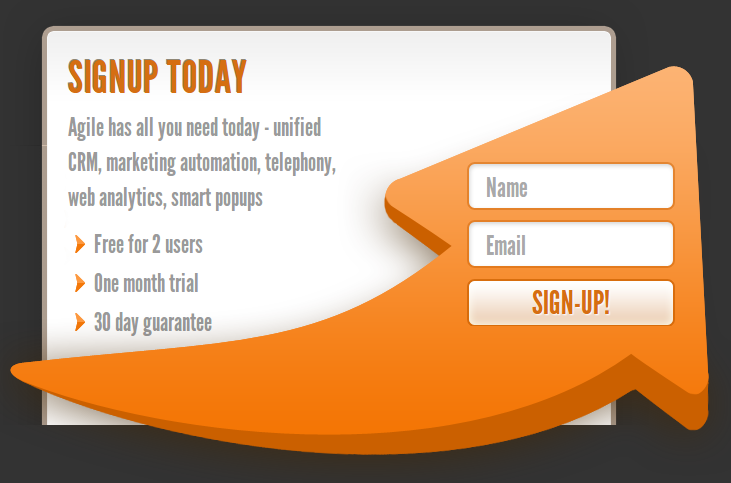 SIGNUP TODAY
Agile has all you need today - unified
CRM, marketing automation, telephony,
web analytics, smart popups
Free for 2 users
One month trial
30 day guarantee
Name
Email
SIGN-UP!